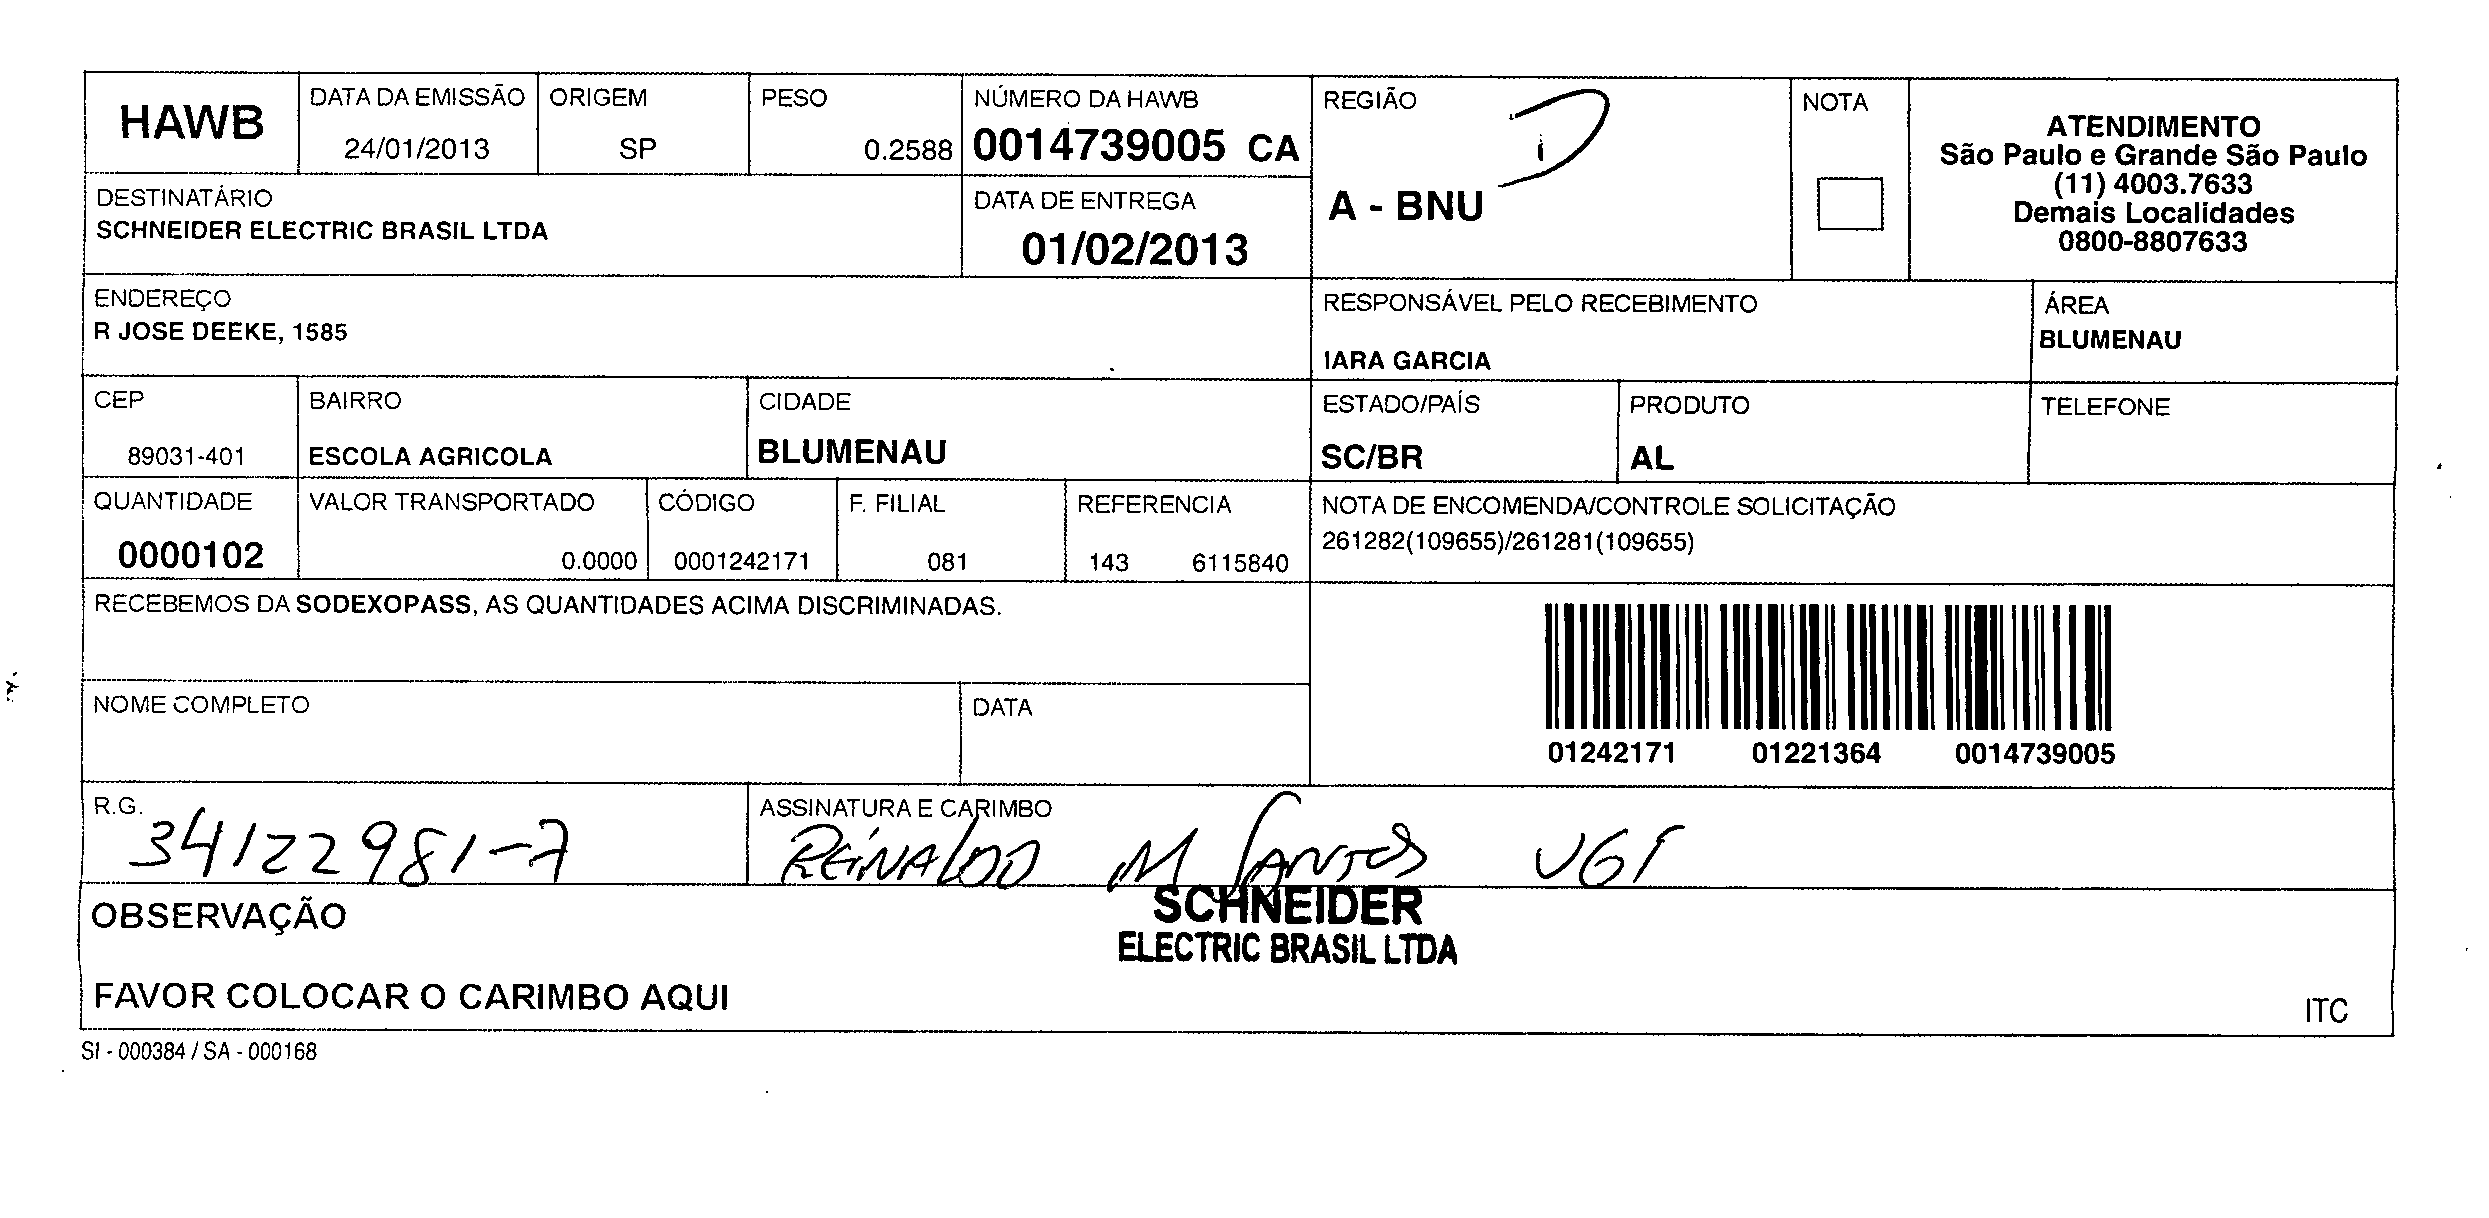 HAWB
DATA DA EMISSÃO
24/01/2013
ORIGEM
SP
PESO
0.2588
NÚMERO DA HAWB
0014739005 CA
REGIÃO
A - BNU
NOTA
ATENDIMENTO
São Paulo e Grande São Paulo
(11) 4003.7633
Demais Localidades
0800-8807633
DESTINATÁRIO
SCHNEIDER ELECTRIC BRASIL LTDA
DATA DE ENTREGA
01/02/2013
ENDEREÇO
R JOSE DEEKE, 1585
RESPONSÁVEL PELO RECEBIMENTO
IARA GARCIA
ÁREA
BLUMENAU
CEP
89031-401
BAIRRO
ESCOLA AGRICOLA
CIDADE
BLUMENAU
ESTADO/PAÍS
SC/BR
PRODUTO
AL
TELEFONE
QUANTIDADE
0000102
VALOR TRANSPORTADO
0.0000
CÓDIGO
0001242171
F. FILIAL
081
REFERENCIA
143 6115840
NOTA DE ENCOMENDA/CONTROLE SOLICITAÇÃO
261282(109655)/261281(109655)
RECEBEMOS DA SODEXOPASS, AS QUANTIDADES ACIMA DISCRIMINADAS.
01242171 01221364 0014739005
NOME COMPLETO
DATA
R.G.
34122981-7
ASSINATURA E CARIMBO
REINALDO M SANTOS
SCHNEIDER
ELECTRIC BRASIL LTDA
OBSERVAÇÃO
FAVOR COLOCAR O CARIMBO AQUI
ITC
SI - 000384 / SA - 000168